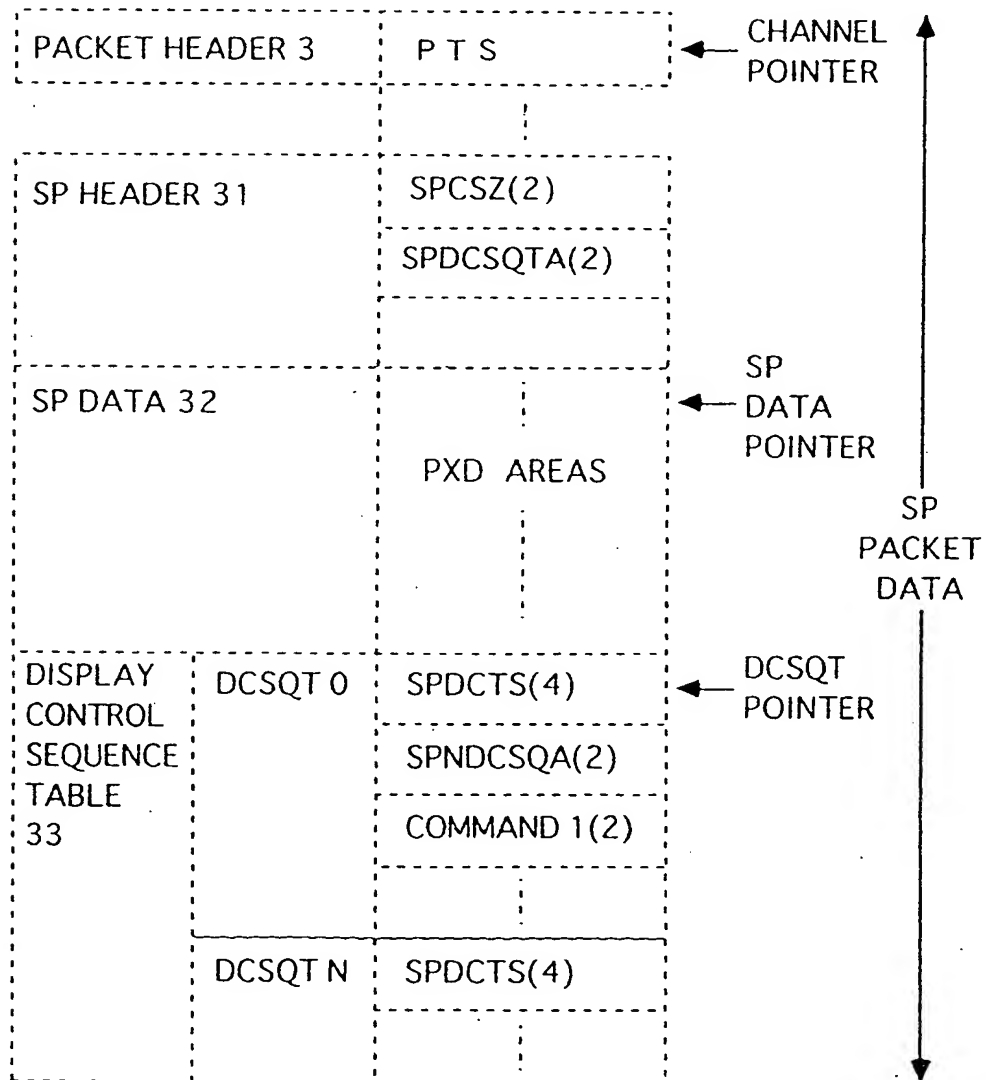 PACKET HEADER 3
P T S
CHANNEL
POINTER
SP HEADER 31
SPCSZ(2)
SPDCSQTA(2)
SP DATA 32
PXD AREAS
SP
DATA
POINTER
SP
PACKET
DATA
DISPLAY
CONTROL
SEQUENCE
TABLE
33
DCSQT 0
SPDCTS(4)
DCSQT
POINTER
SPNDCSQA(2)
COMMAND 1(2)
DCSQT N
SPDCTS(4)